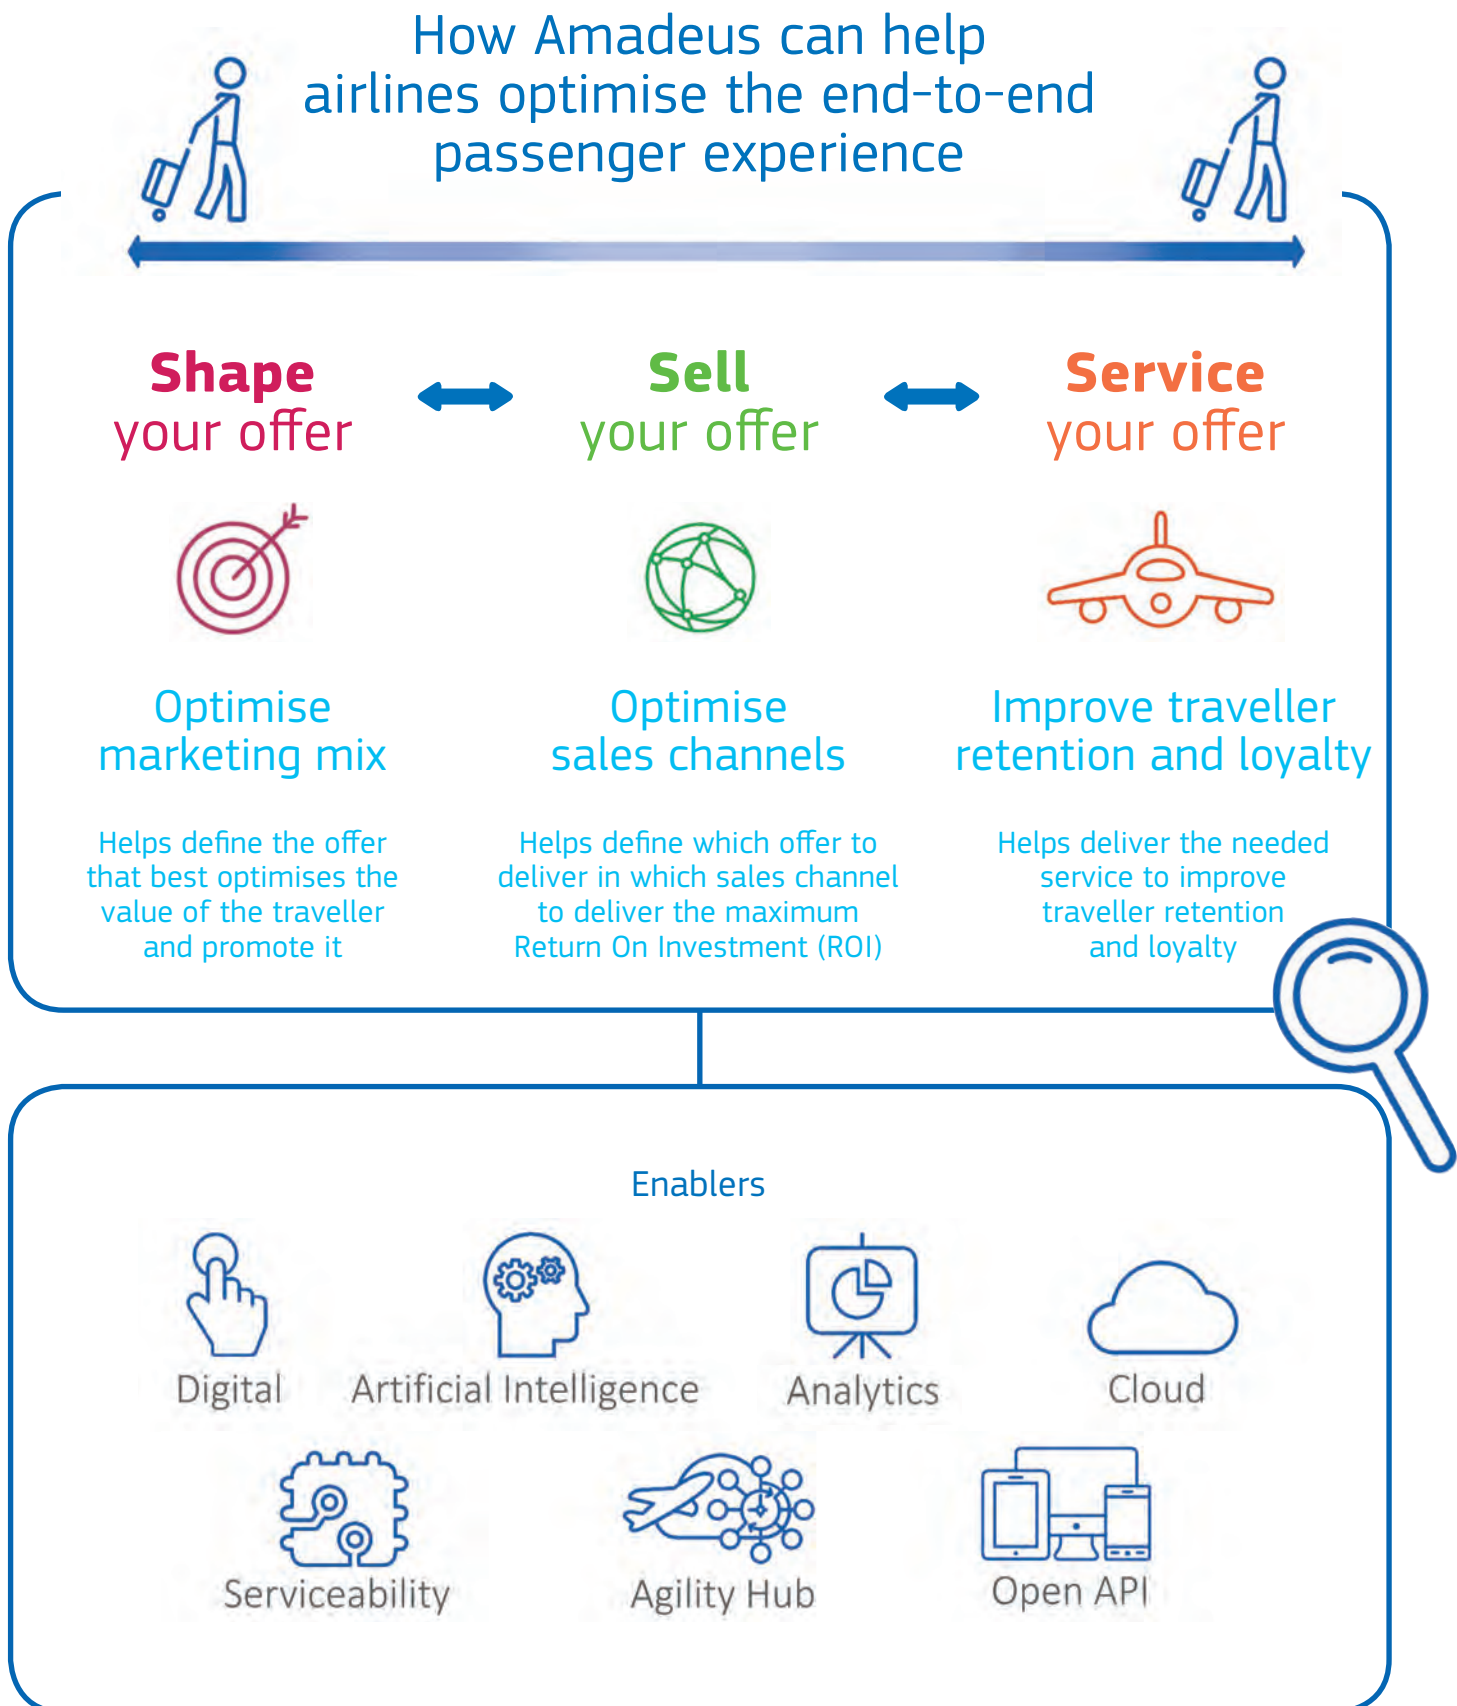 How Amadeus can help
airlines optimise the end-to-end
passenger experience
Shape
your offer
Sell
your offer
Service
your offer
Optimise
marketing mix
Optimise
sales channels
Improve traveller
retention and loyalty
Helps define the offer
that best optimises the
value of the traveller
and promote it
Helps define which offer to
deliver in which sales channel
to deliver the maximum
Return On Investment (ROI)
Helps deliver the needed
service to improve
traveller retention
and loyalty
Enablers
Digital
Artificial Intelligence
Analytics
Cloud
Serviceability
Agility Hub
Open API